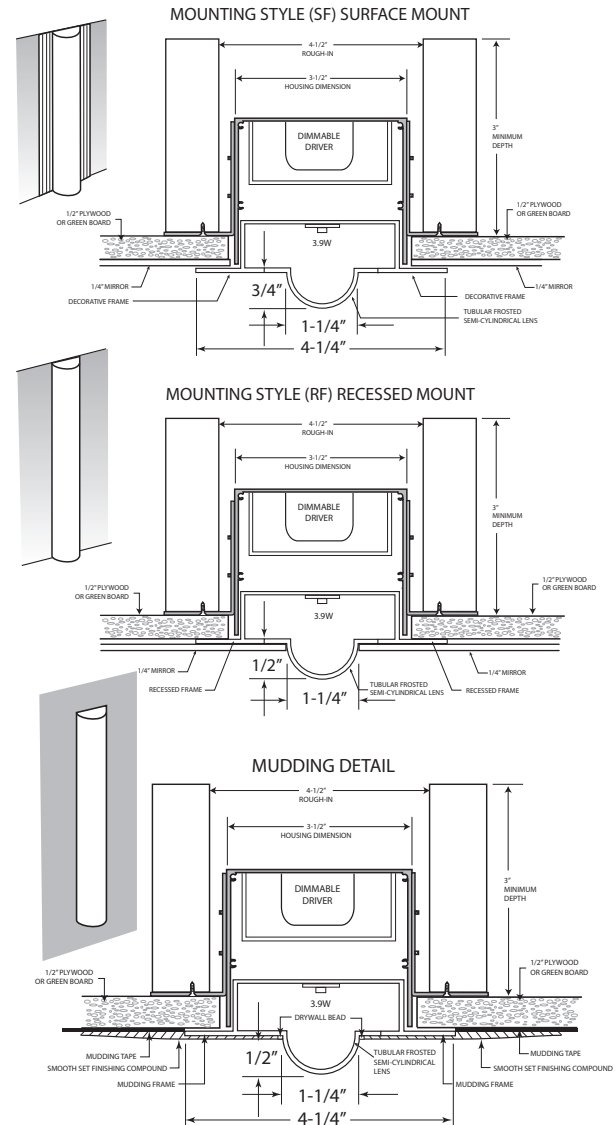 MOUNTING STYLE (SF) SURFACE MOUNT
4-1/2"
ROUGH-IN
3-1/2"
HOUSING DIMENSION
DIMMABLE
DRIVER
3"
MINIMUM
DEPTH
1/2" PLYWOOD
OR GREEN BOARD
1/2" PLYWOOD
OR GREEN BOARD
3.9W
1/4" MIRROR
DECORATIVE FRAME
3/4"
DECORATIVE FRAME
1/4" MIRROR
TUBULAR FROSTED
SEMI-CYLINDRICAL LENS
1-1/4"
4-1/4"
MOUNTING STYLE (RF) RECESSED MOUNT
4-1/2"
ROUGH-IN
3-1/2"
HOUSING DIMENSION
DIMMABLE
DRIVER
3"
MINIMUM
DEPTH
1/2" PLYWOOD
OR GREEN BOARD
1/2" PLYWOOD
OR GREEN BOARD
3.9W
1/4" MIRROR
RECESSED FRAME
1/2"
TUBULAR FROSTED
SEMI-CYLINDRICAL LENS
RECESSED FRAME
1/4" MIRROR
1-1/4"
MUDDING DETAIL
4-1/2"
ROUGH-IN
3-1/2"
HOUSING DIMENSION
DIMMABLE
DRIVER
3"
MINIMUM
DEPTH
1/2" PLYWOOD
OR GREEN BOARD
1/2" PLYWOOD
OR GREEN BOARD
3.9W
DRYWALL BEAD
MUDDING TAPE
SMOOTH SET FINISHING COMPOUND
MUDDING FRAME
1/2"
TUBULAR FROSTED
SEMI-CYLINDRICAL
LENS
MUDDING TAPE
SMOOTH SET FINISHING COMPOUND
MUDDING FRAME
1-1/4"
4-1/4"